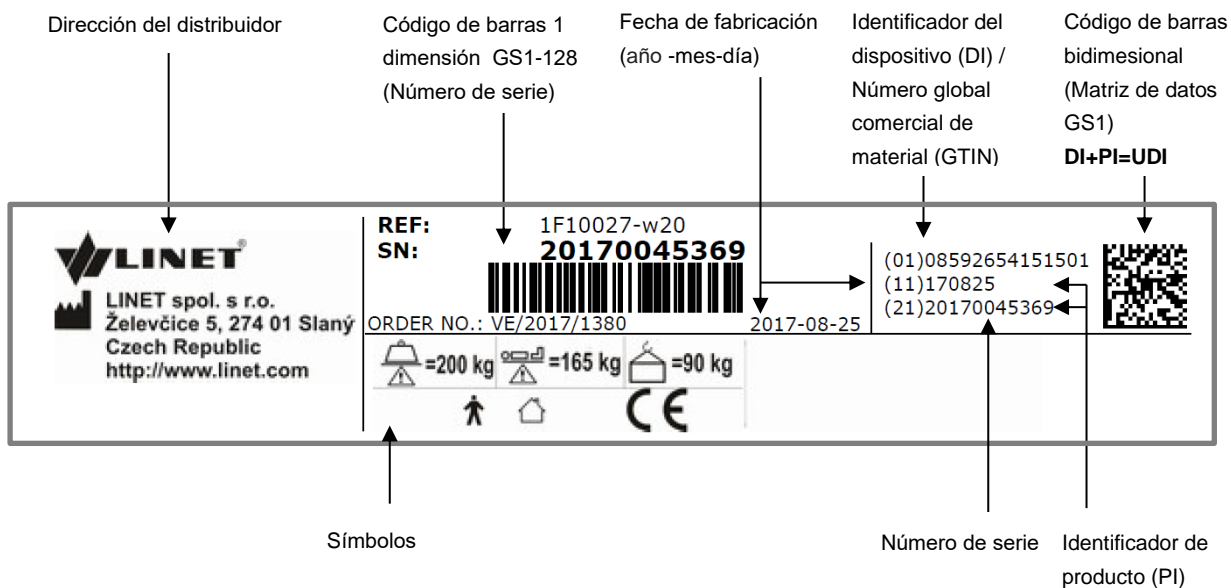 Dirección del distribuidor
Código de barras 1
dimensión GS1-128
(Número de serie)
Fecha de fabricación
(año -mes-día)
Identificador del
dispositivo (DI) /
Número global
comercial de
material (GTIN)
Código de barras
bidimesional
(Matriz de datos
GS1)
DI+PI=UDI
LINET®
LINET spol. s r.o.
Želevčice 5, 274 01 Slaný
Czech Republic
http://www.linet.com
REF: 1F10027-w20
SN: 20170045369
ORDER NO.: VE/2017/1380 2017-08-25
(01)08592654151501
(11)170825
(21)20170045369
=200 kg =165 kg =90 kg
CE
Símbolos
Número de serie
Identificador de
producto (PI)